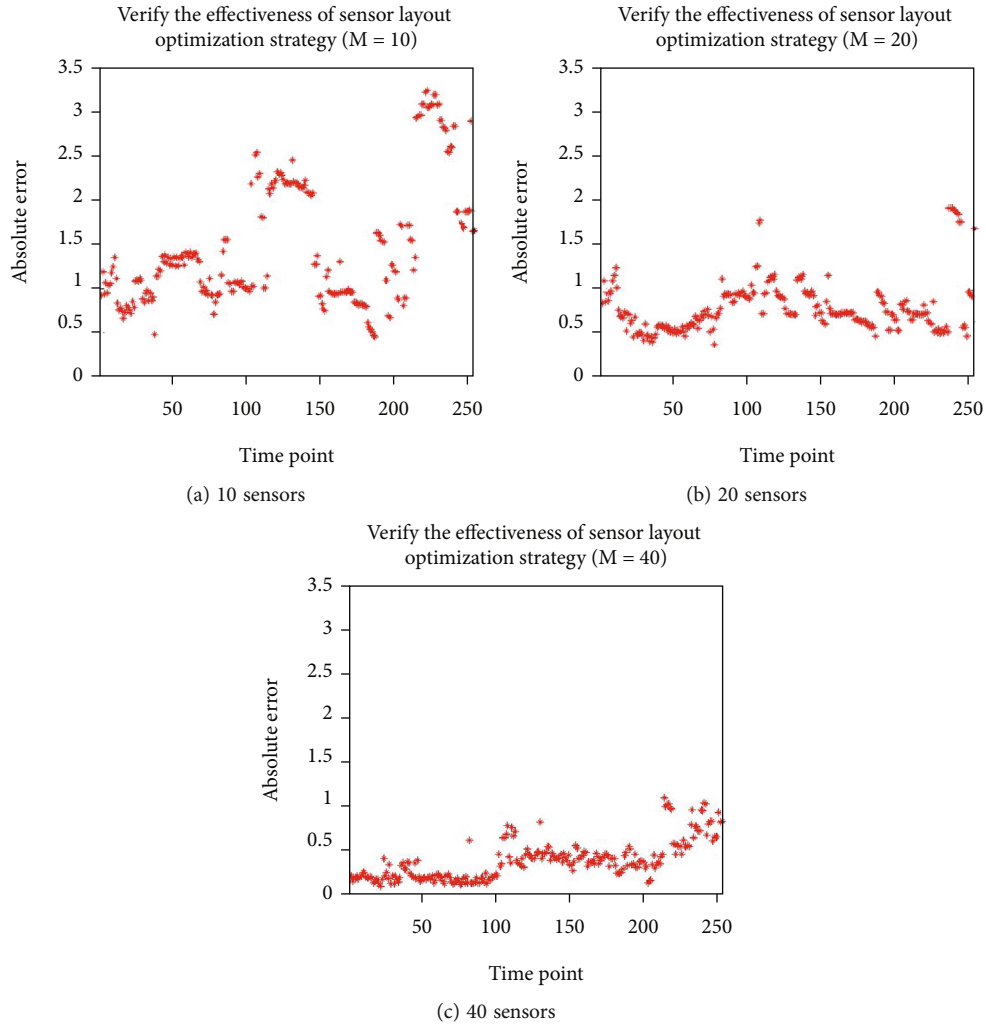 Verify the effectiveness of sensor layout
optimization strategy (M = 10)
3.5
3
2.5
2
1.5
1
0.5
0
Absolute error
50
100
150
200
250
Time point
(a) 10 sensors
Verify the effectiveness of sensor layout
optimization strategy (M = 20)
3.5
3
2.5
2
1.5
1
0.5
0
Absolute error
50
100
150
200
250
Time point
(b) 20 sensors
Verify the effectiveness of sensor layout
optimization strategy (M = 40)
3.5
3
2.5
2
1.5
1
0.5
0
Absolute error
50
100
150
200
250
Time point
(c) 40 sensors